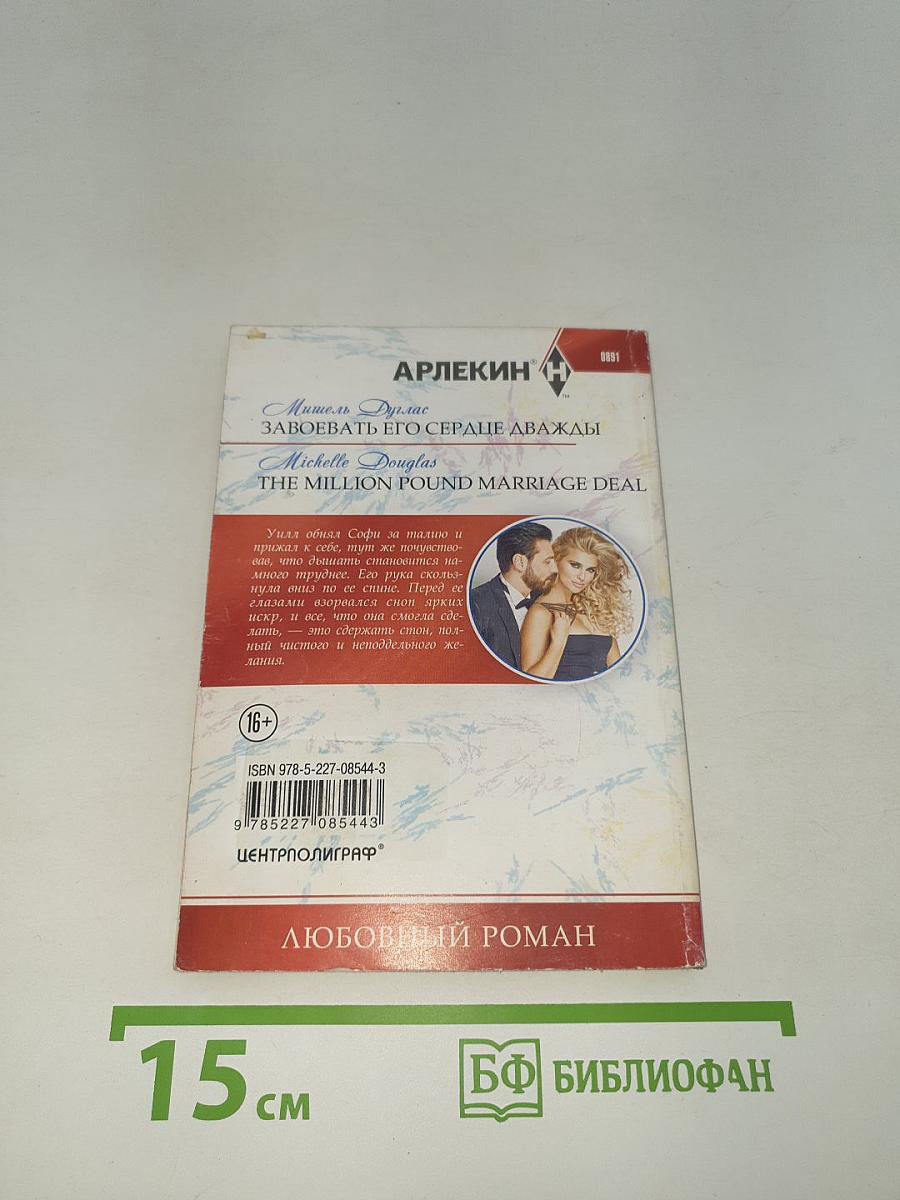 АРЛЕКИН®
Н
™
0891
Мишель Дуглас
ЗАВОЕВАТЬ ЕГО СЕРДЦЕ ДВАЖДЫ
Michelle Douglas
THE MILLION POUND MARRIAGE DEAL
Уилл обнял Софи за талию и
прижал к себе, тут же почувство-
вав, что дышать становится на-
много труднее. Его рука скольз-
нула вниз по ее спине. Перед ее
глазами взорвался сноп ярких
искр, и все, что она смогла сде-
лать, — это сдержать стон, пол-
ный чистого и неподдельного же-
лания.
16+
ISBN 978-5-227-08544-3
9 785227 085443
ЦЕНТРПОЛИГРАФ®
ЛЮБОВНЫЙ РОМАН
15 см
БФ БИБЛИОФАН